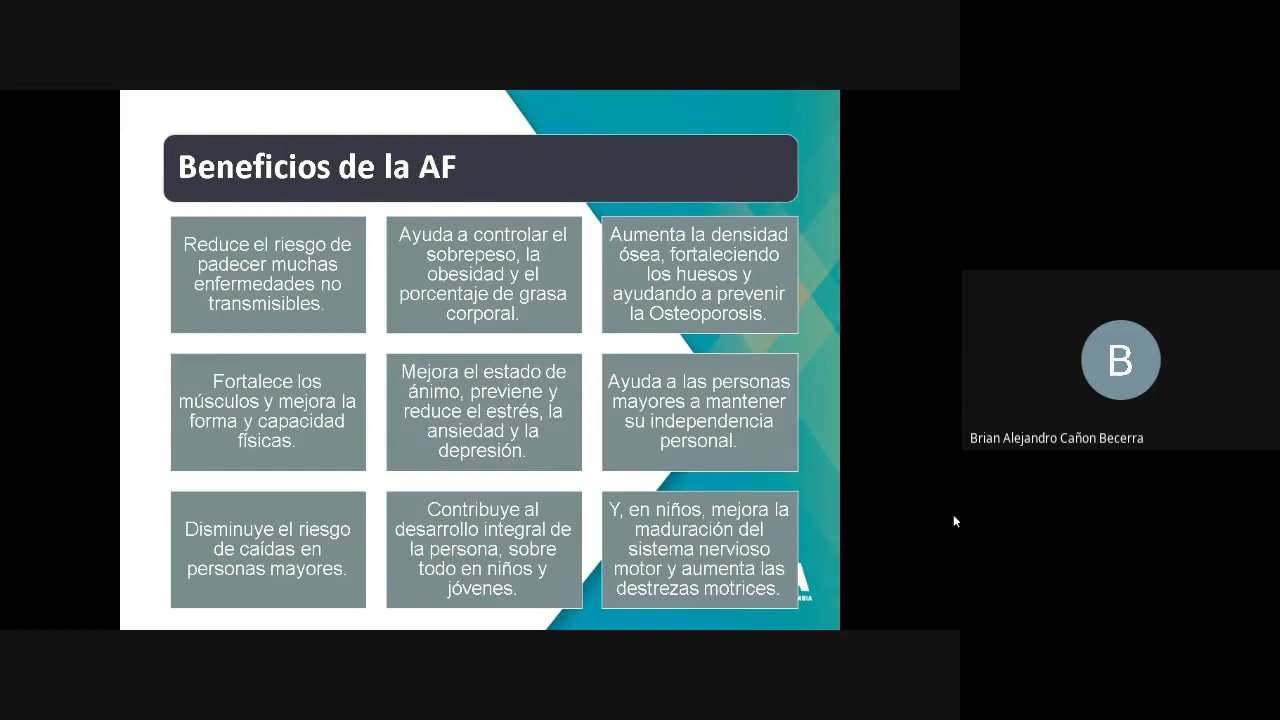 Beneficios de la AF
Reduce el riesgo de
padecer muchas
enfermedades no
transmisibles.
Ayuda a controlar el
sobrepeso, la
obesidad y el
porcentaje de grasa
corporal.
Aumenta la densidad
ósea, fortaleciendo
los huesos y
ayudando a prevenir
la Osteoporosis.
Fortalece los
músculos y mejora la
forma y capacidad
físicas.
Mejora el estado de
ánimo, previene y
reduce el estrés, la
ansiedad y la
depresión.
Ayuda a las personas
mayores a mantener
su independencia
personal.
Disminuye el riesgo
de caídas en
personas mayores.
Contribuye al
desarrollo integral de
la persona, sobre
todo en niños y
jóvenes.
Y, en niños, mejora la
maduración del
sistema nervioso
motor y aumenta las
destrezas motrices.
B
Brian Alejandro Cañon Becerra